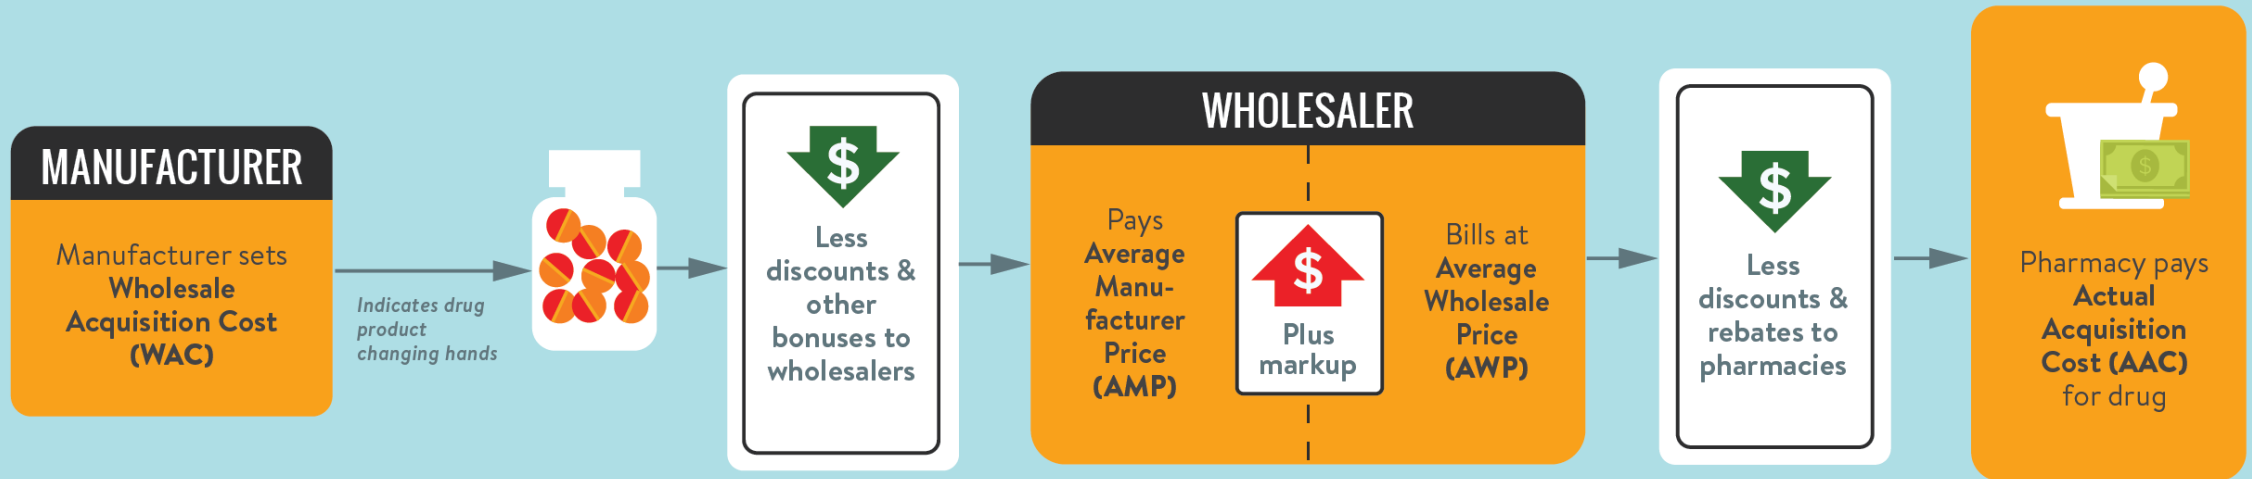 MANUFACTURER
Manufacturer sets
Wholesale
Acquisition Cost
(WAC)
Indicates drug
product
changing hands
$
Less
discounts &
other
bonuses to
wholesalers
WHOLESALER
Pays
Average
Manu-
facturer
Price
(AMP)
$
Plus
markup
Bills at
Average
Wholesale
Price
(AWP)
$
Less
discounts &
rebates to
pharmacies
$
Pharmacy pays
Actual
Acquisition
Cost (AAC)
for drug